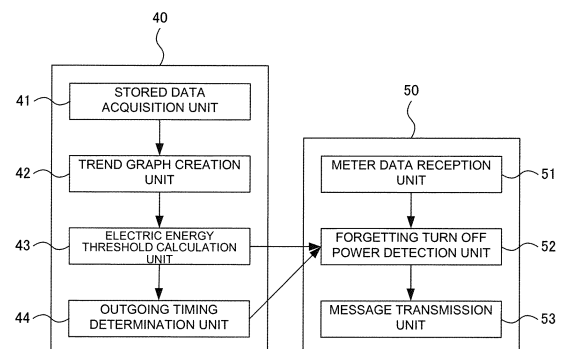 40
41
STORED DATA
ACQUISITION UNIT
42
TREND GRAPH CREATION
UNIT
43
ELECTRIC ENERGY
THRESHOLD CALCULATION
UNIT
44
OUTGOING TIMING
DETERMINATION UNIT
50
METER DATA RECEPTION
UNIT
51
FORGETTING TURN OFF
POWER DETECTION UNIT
52
MESSAGE TRANSMISSION
UNIT
53